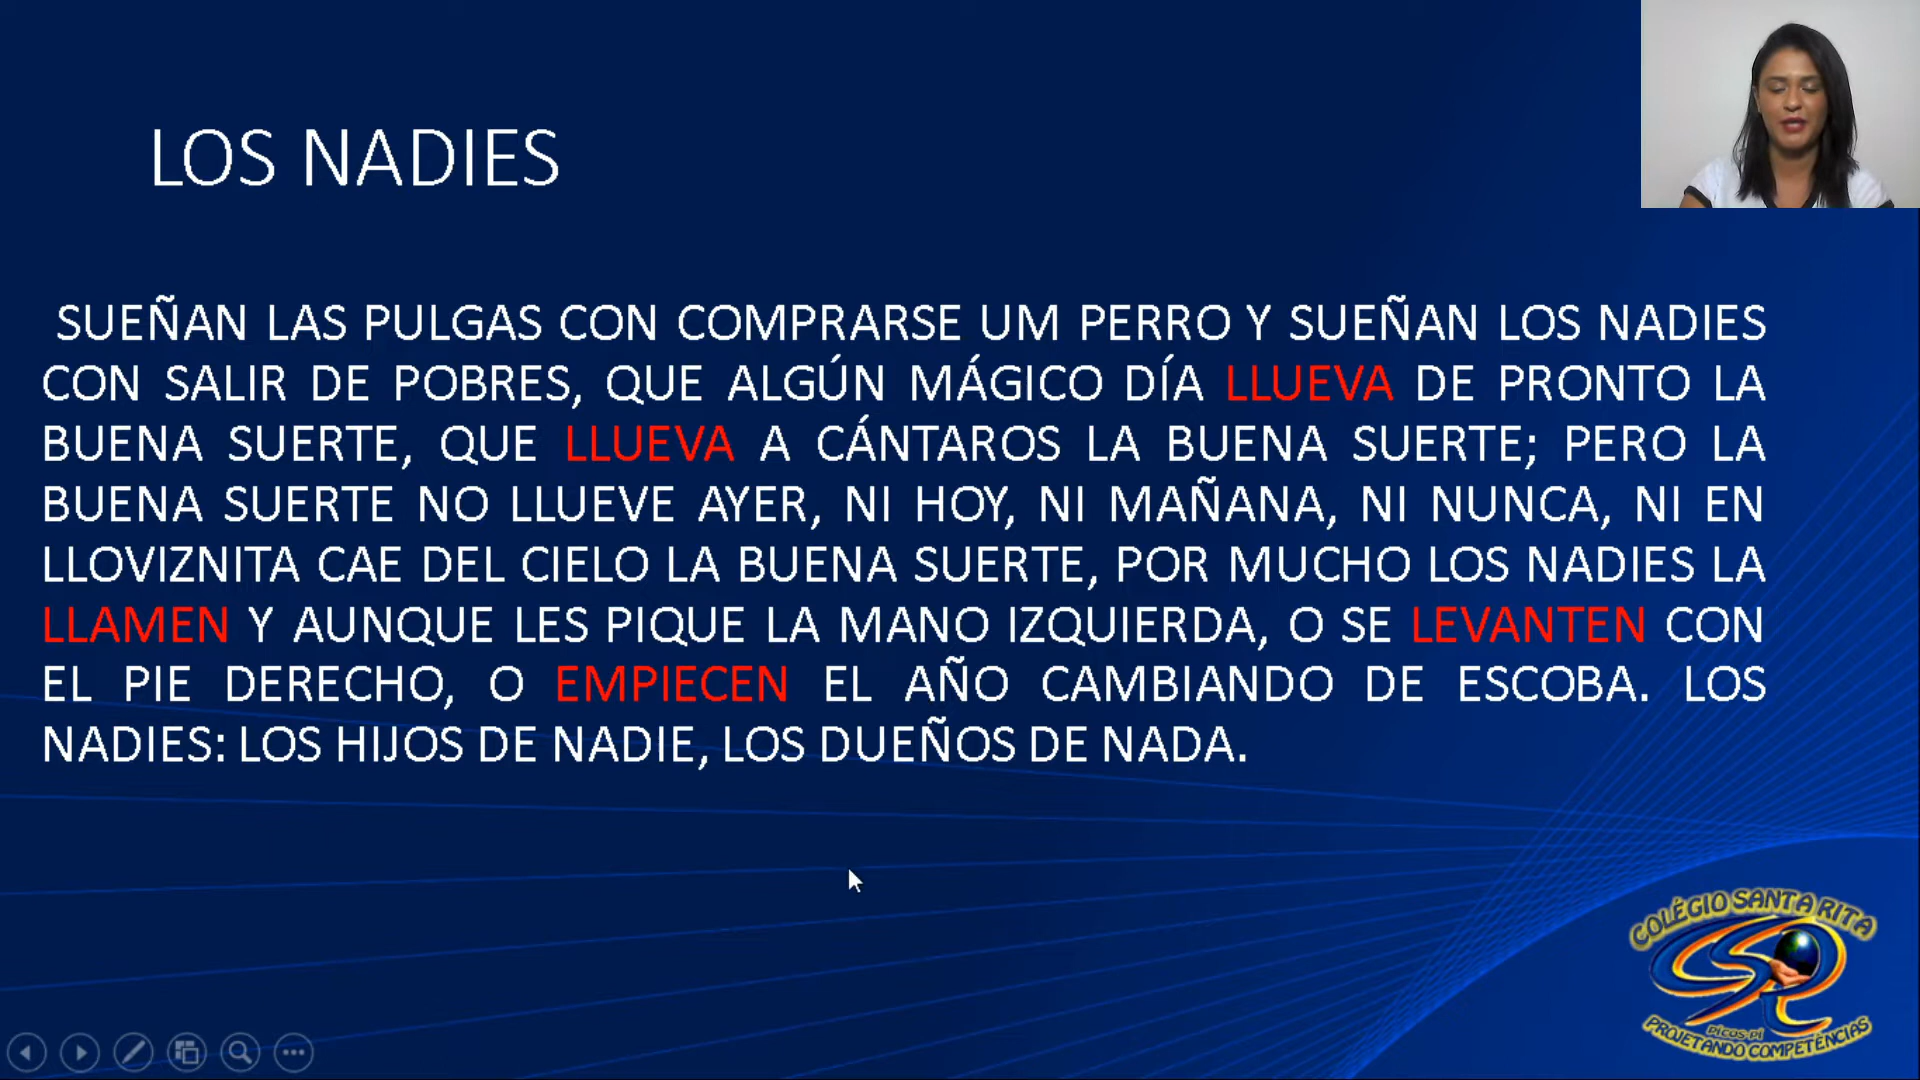 LOS NADIES
SUEÑAN LAS PULGAS CON COMPRARSE UM PERRO Y SUEÑAN LOS NADIES
CON SALIR DE POBRES, QUE ALGÚN MÁGICO DÍA LLUEVA DE PRONTO LA
BUENA SUERTE, QUE LLUEVA A CÁNTAROS LA BUENA SUERTE; PERO LA
BUENA SUERTE NO LLUEVE AYER, NI HOY, NI MAÑANA, NI NUNCA, NI EN
LLOVIZNITA CAE DEL CIELO LA BUENA SUERTE, POR MUCHO LOS NADIES LA
LLAMEN Y AUNQUE LES PIQUE LA MANO IZQUIERDA, O SE LEVANTEN CON
EL PIE DERECHO, O EMPIECEN EL AÑO CAMBIANDO DE ESCOBA. LOS
NADIES: LOS HIJOS DE NADIE, LOS DUEÑOS DE NADA.
COLÉGIO SANTA RITA
PICOS-PI
PROJETANDO COMPETÊNCIAS